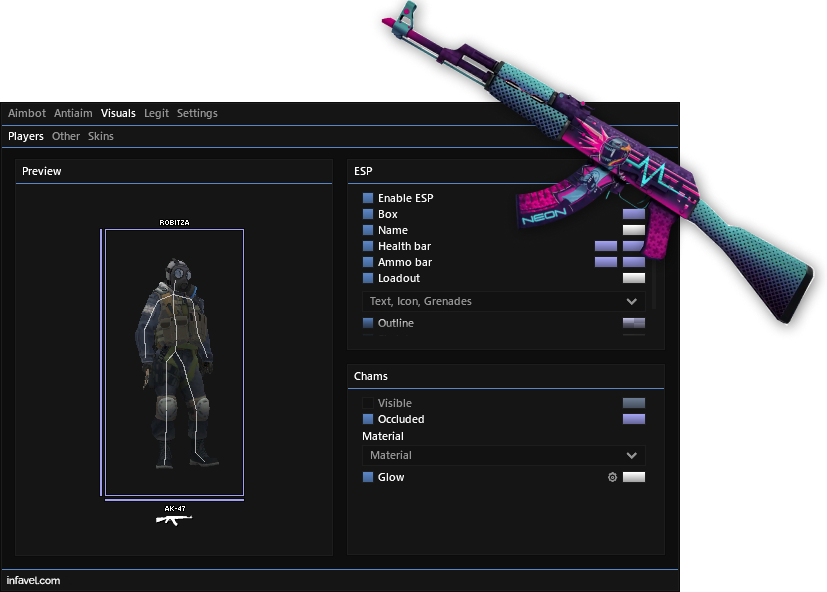 Aimbot Antiaim Visuals Legit Settings
Players Other Skins
Preview
ROBITZA
AK-47
ESP
Enable ESP
Box
Name
Health bar
Ammo bar
Loadout
Text, Icon, Grenades
Outline
Chams
Visible
Occluded
Material
Material
Glow
NEON
infavel.com